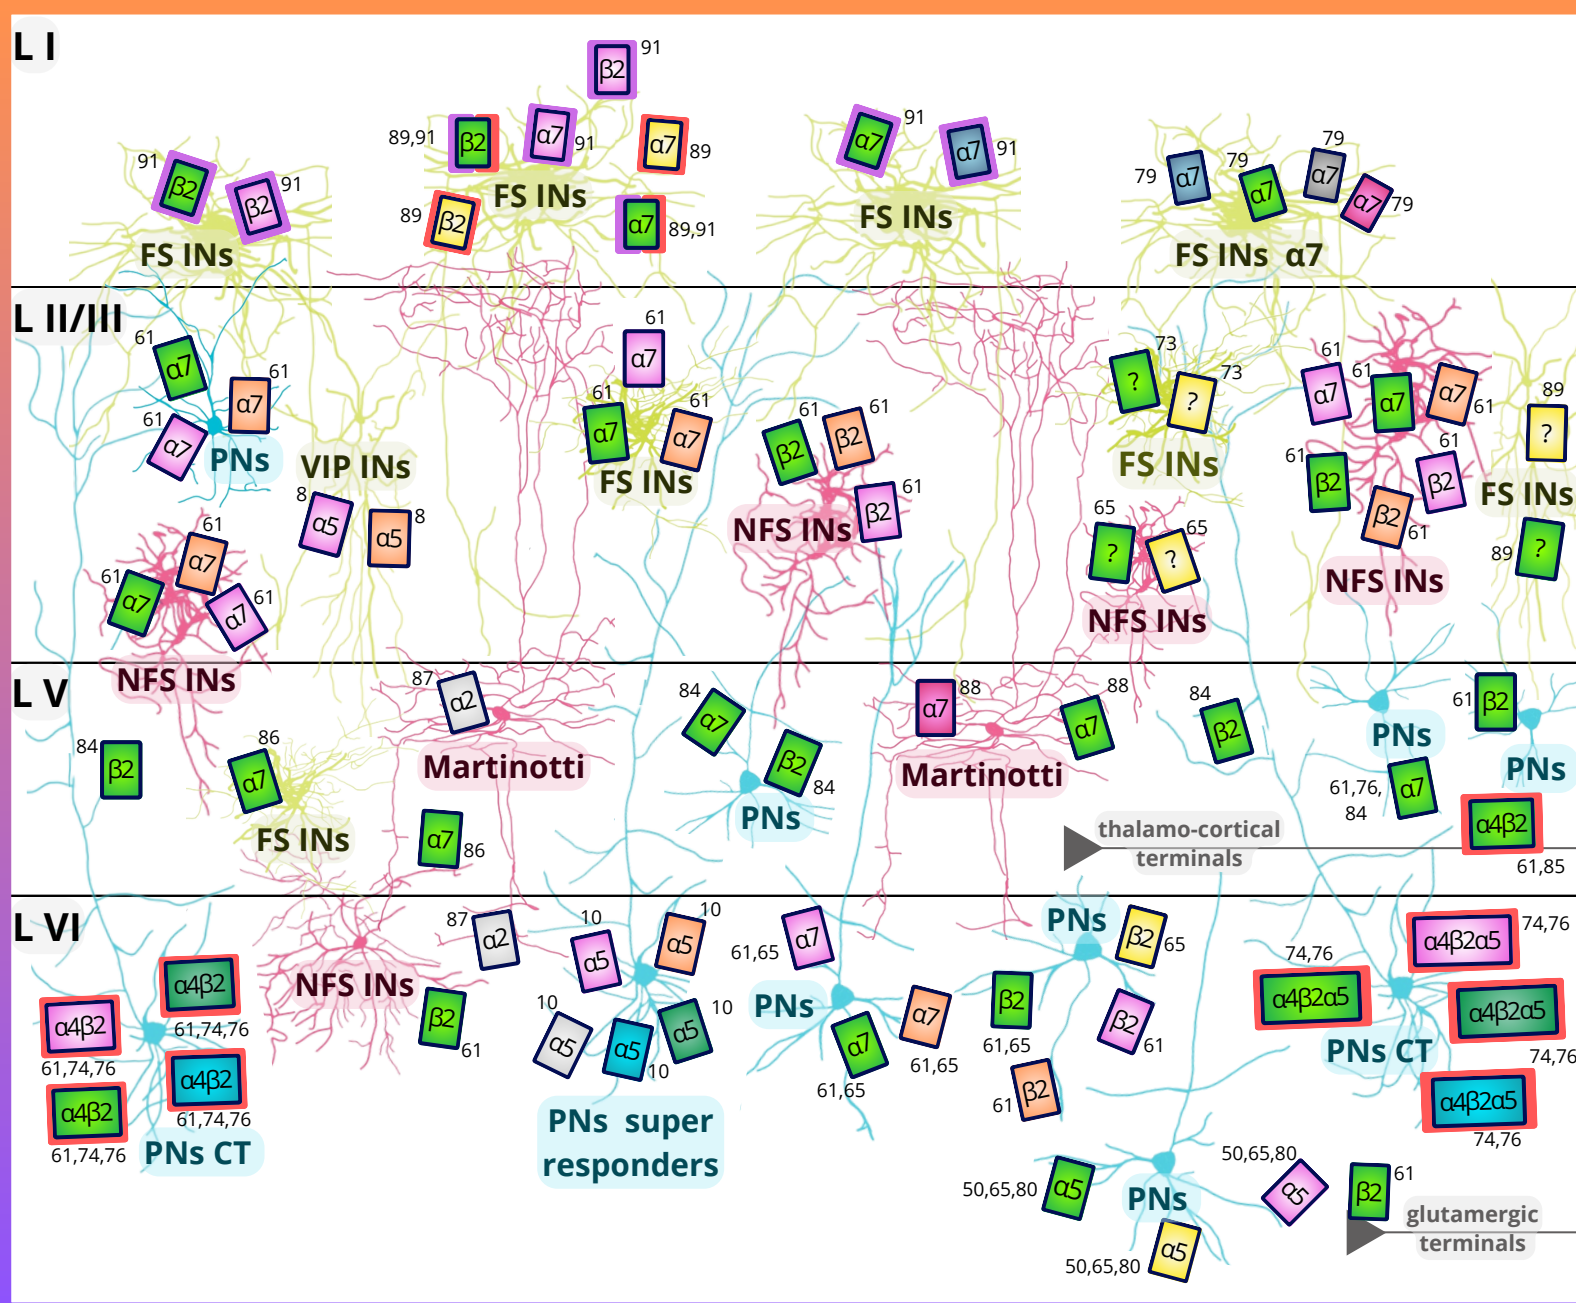 L I
91
β2
91
β2
FS INs
89,91
β2
α7
91
β2
91
α7
89
89
β2
α7
89,91
FS INs
α7
91
α7
91
FS INs
79
α7
79
α7
79
α7
α7
79
FS INs α7
L II/III
61
α7
61
α7
61
α7
PNs
VIP INs
8
α5
8
α5
61
α7
61
α7
61
α7
NFS INs
61
α7
61
α7
61
α7
FS INs
61
β2
61
β2
61
β2
NFS INs
73
?
73
?
FS INs
65
?
65
?
NFS INs
61
α7
61
α7
α7
61
61
β2
β2
61
61
β2
NFS INs
89
?
FS INs
89
?
L V
84
β2
86
α7
FS INs
87
α2
Martinotti
α7
86
84
α7
β2
84
PNs
α7
88
88
α7
Martinotti
84
β2
PNs
61,76,
84
α7
61
β2
PNs
α4β2
61,85
thalamo-cortical
terminals
L VI
α4β2
61,74,76
α4β2
61,74,76
α4β2
61,74,76
α4β2
61,74,76
PNs CT
NFS INs
87
α2
β2
61
10
α5
10
α5
10
α5
α5
10
α5
10
PNs super
responders
α7
61,65
PNs
α7
61,65
α7
61,65
PNs
β2
65
β2
61,65
β2
61
β2
61
74,76
α4β2α5
α4β2α5
74,76
α4β2α5
74,76
α4β2α5
74,76
PNs CT
50,65,80
α5
PNs
50,65,80
α5
50,65,80
α5
β2
61
glutamergic
terminals